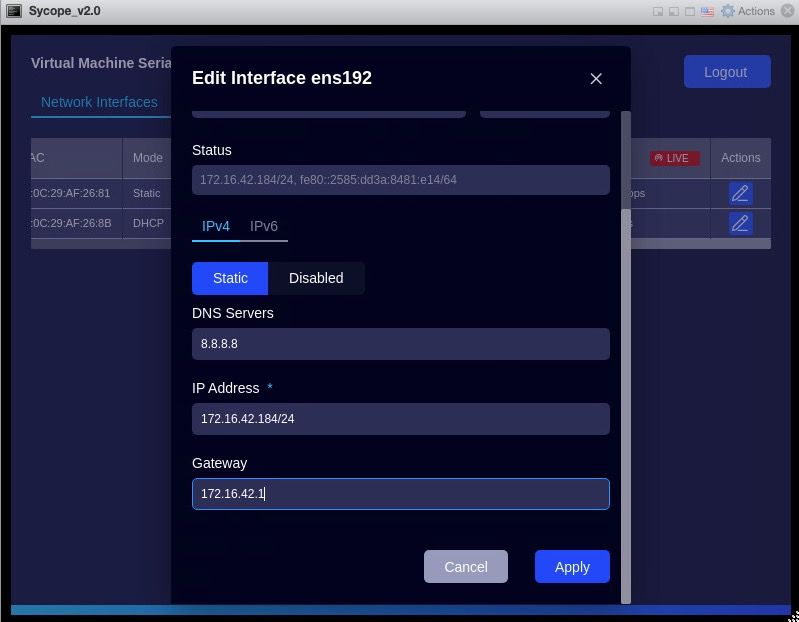 Sycope_v2.0
Actions
Virtual Machine Seria
Logout
Network Interfaces
AC Mode
LIVE Actions
:0C:29:AF:26:81 Static
:0C:29:AF:26:8B DHCP
Edit Interface ens192
Status
172.16.42.184/24, fe80::2585:dd3a:8481:e14/64
IPv4 IPv6
Static Disabled
DNS Servers
8.8.8.8
IP Address *
172.16.42.184/24
Gateway
172.16.42.1
Cancel Apply